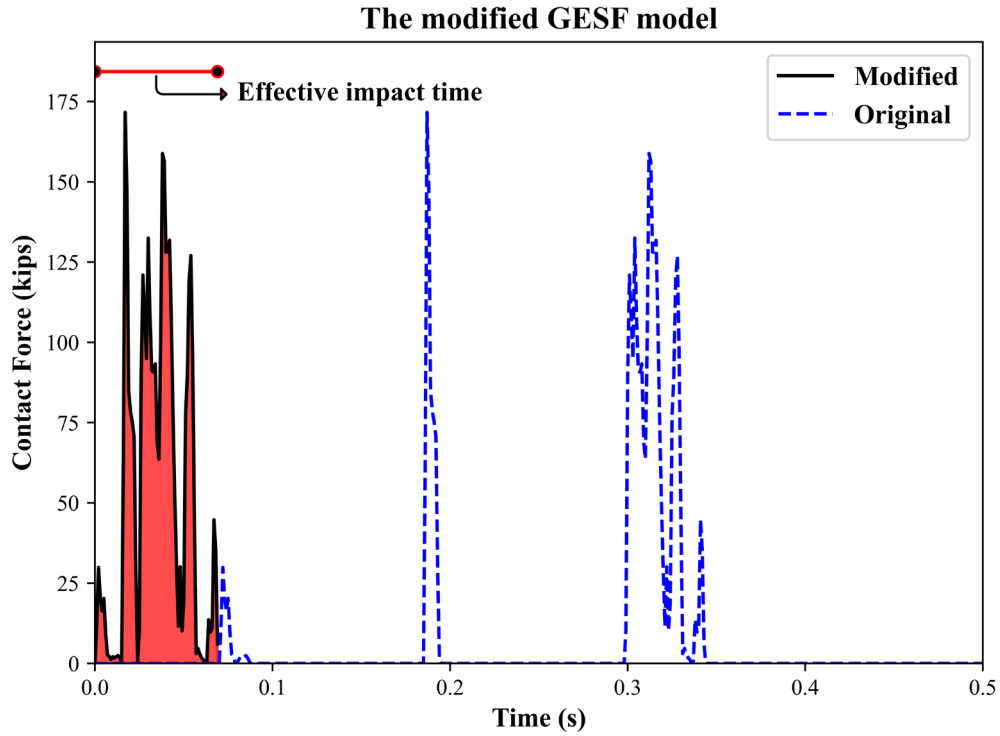 The modified GESF model
Effective impact time
Modified
Original
Contact Force (kips)
175
150
125
100
75
50
25
0
0.0 0.1 0.2 0.3 0.4 0.5
Time (s)